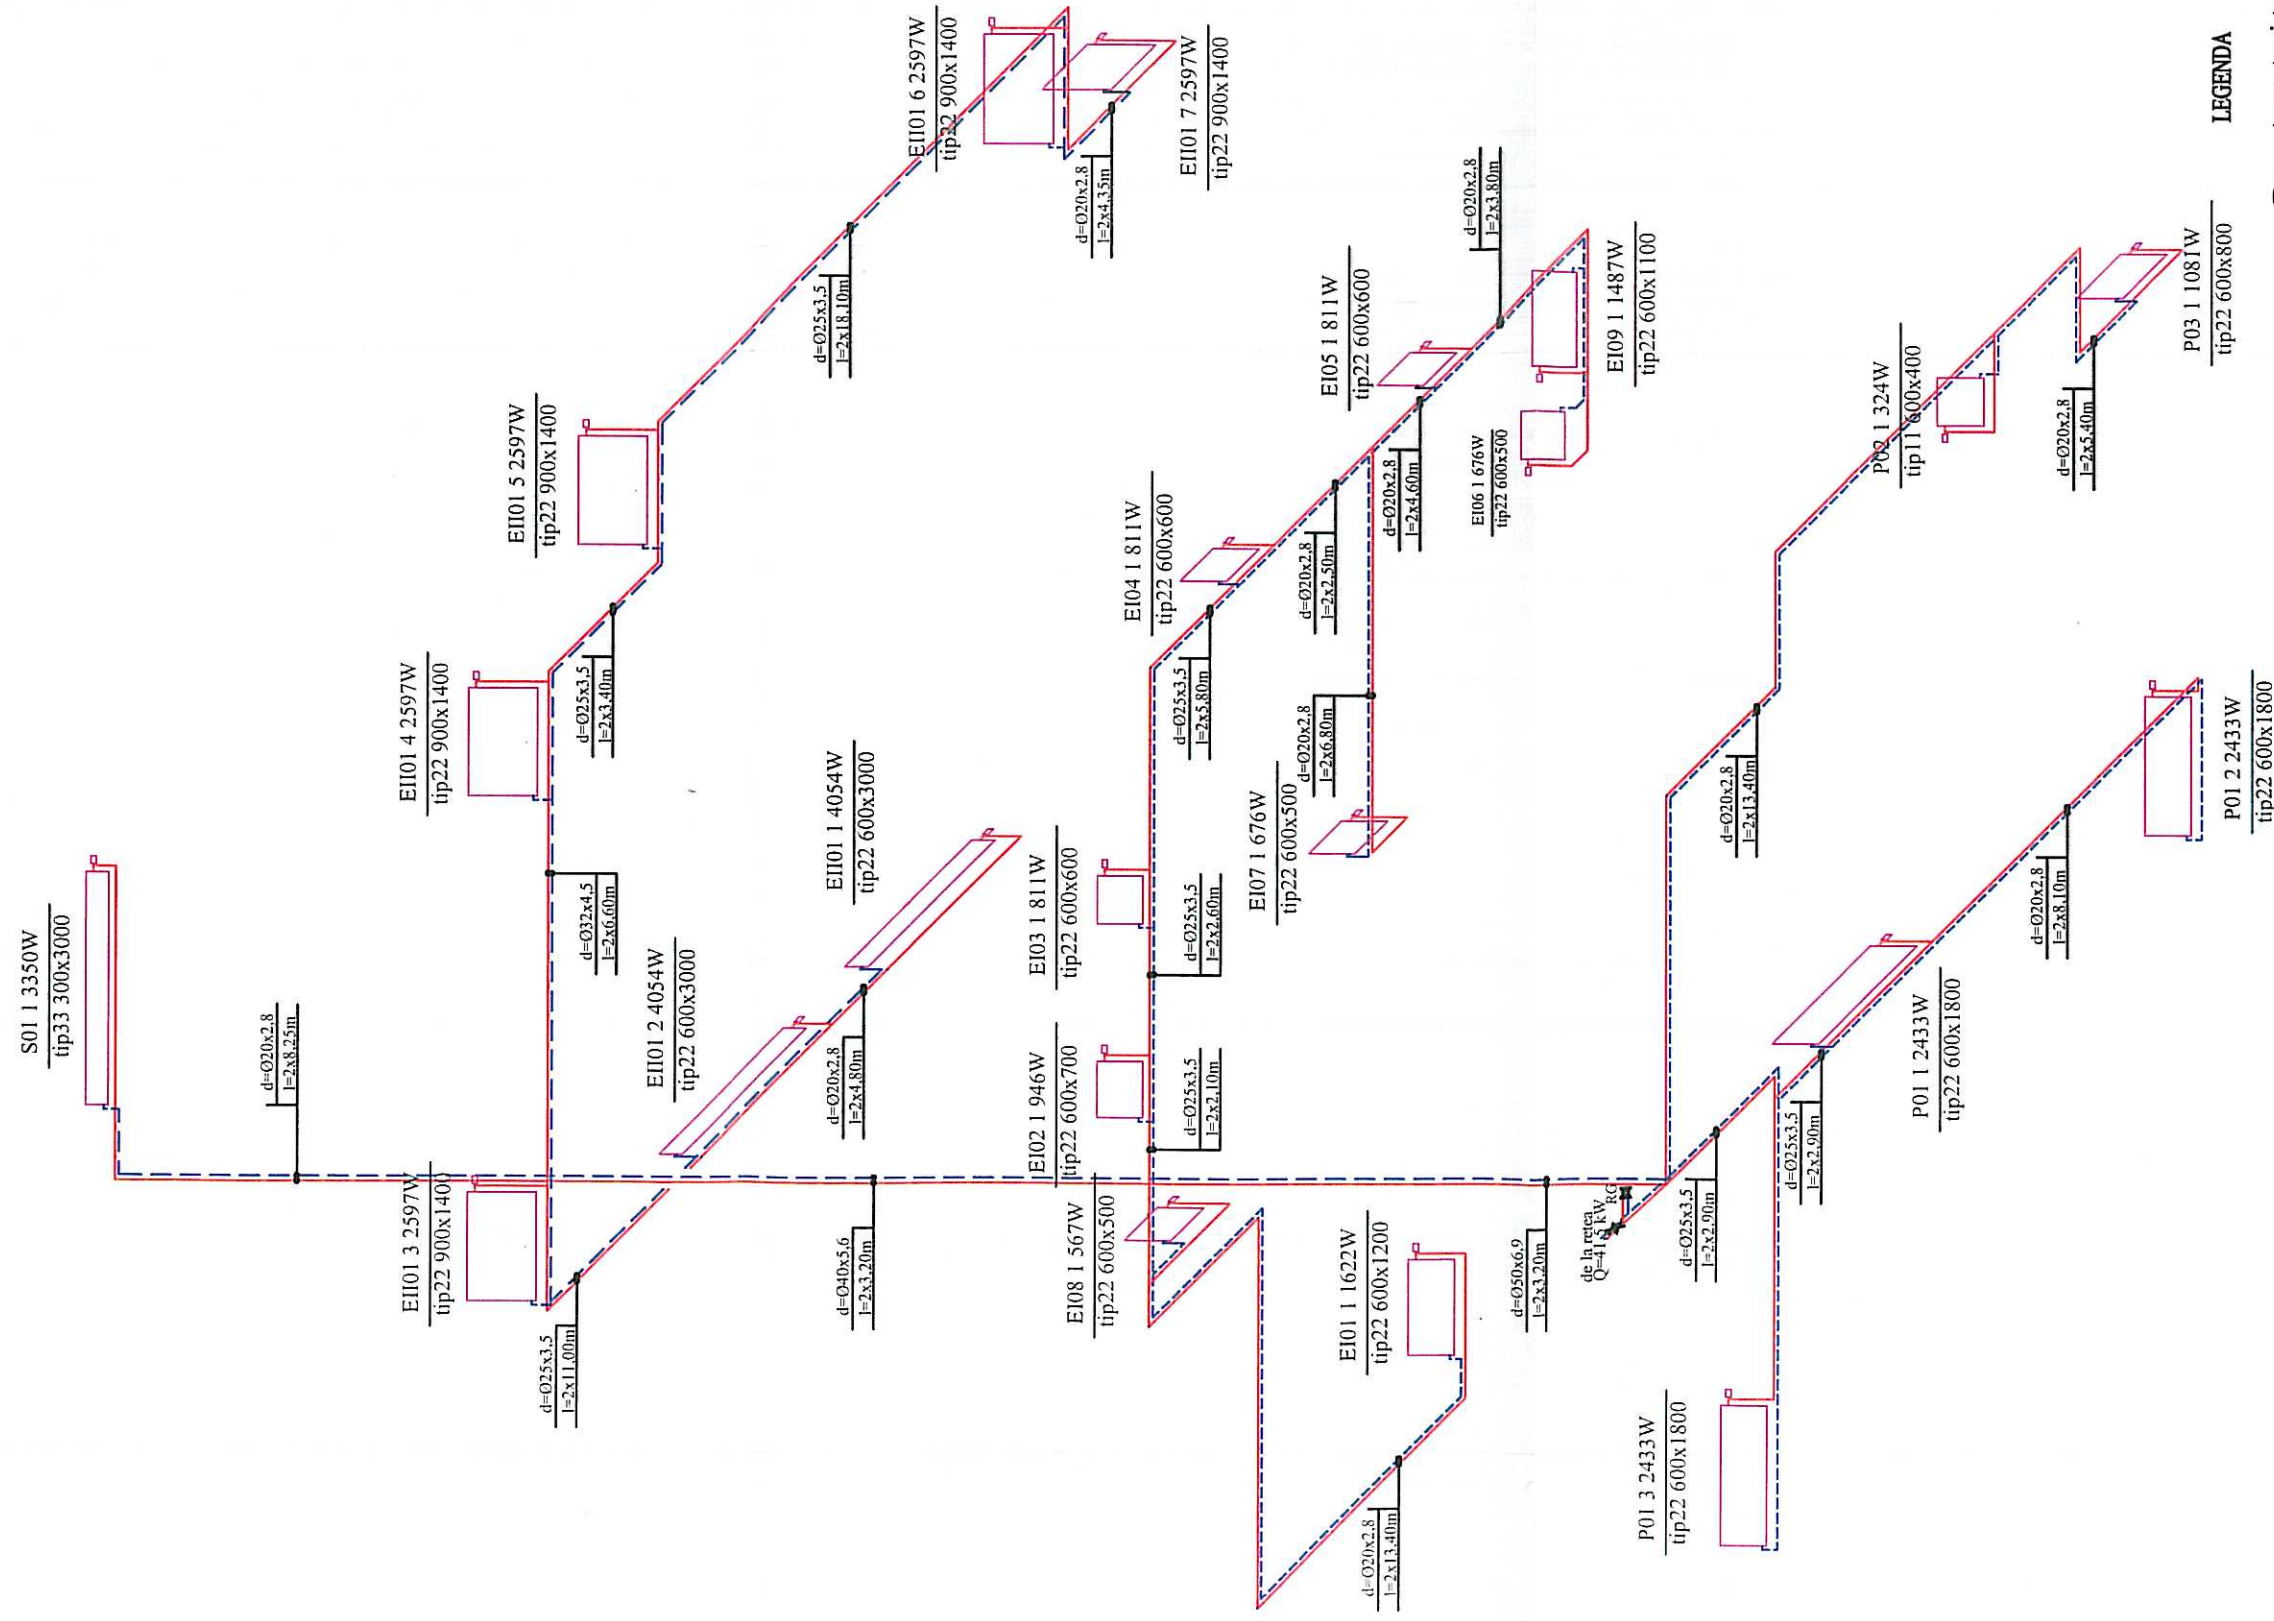 S01 1 3350W
tip33 300x3000
d=Ø20x2,8
l=2x8,25m
EII01 3 2597W
tip22 900x1400
d=Ø25x3,5
l=2x11,00m
EII01 4 2597W
tip22 900x1400
d=Ø32x4,5
l=2x6,60m
d=Ø25x3,5
l=2x3,40m
EII01 5 2597W
tip22 900x1400
d=Ø25x3,5
l=2x18,10m
EII01 6 2597W
tip22 900x1400
d=Ø20x2,8
l=2x4,35m
EII01 7 2597W
tip22 900x1400
EII01 2 4054W
tip22 600x3000
d=Ø20x2,8
l=2x4,80m
EII01 1 4054W
tip22 600x3000
d=Ø40x5,6
l=2x3,20m
EI02 1 946W
tip22 600x700
d=Ø25x3,5
l=2x2,10m
EI03 1 811W
tip22 600x600
d=Ø25x3,5
l=2x2,60m
EI04 1 811W
tip22 600x600
d=Ø25x3,5
l=2x5,80m
d=Ø20x2,8
l=2x2,50m
EI05 1 811W
tip22 600x600
d=Ø20x2,8
l=2x4,60m
d=Ø20x2,8
l=2x3,80m
EI07 1 676W
tip22 600x500
d=Ø20x2,8
l=2x6,80m
EI06 1 676W
tip22 600x500
EI09 1 1487W
tip22 600x1100
EI08 1 567W
tip22 600x500
EI01 1 1622W
tip22 600x1200
d=Ø20x2,8
l=2x13,40m
d=Ø50x6,9
l=2x3,20m
de la retea
Q=41,5 kW
RG
d=Ø25x3,5
l=2x2,90m
d=Ø25x3,5
l=2x2,90m
P01 3 2433W
tip22 600x1800
P01 1 2433W
tip22 600x1800
d=Ø20x2,8
l=2x8,10m
P01 2 2433W
tip22 600x1800
d=Ø20x2,8
l=2x13,40m
P02 1 324W
tip11 600x400
d=Ø20x2,8
l=2x5,40m
P03 1 1081W
tip22 600x800
LEGENDA